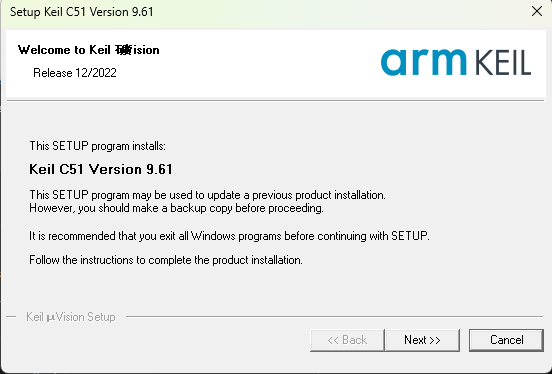 Setup Keil C51 Version 9.61
Welcome to Keil 礦ision
Release 12/2022
arm KEIL
This SETUP program installs:
Keil C51 Version 9.61
This SETUP program may be used to update a previous product installation.
However, you should make a backup copy before proceeding.
It is recommended that you exit all Windows programs before continuing with SETUP.
Follow the instructions to complete the product installation.
Keil µVision Setup
<< Back
Next >>
Cancel